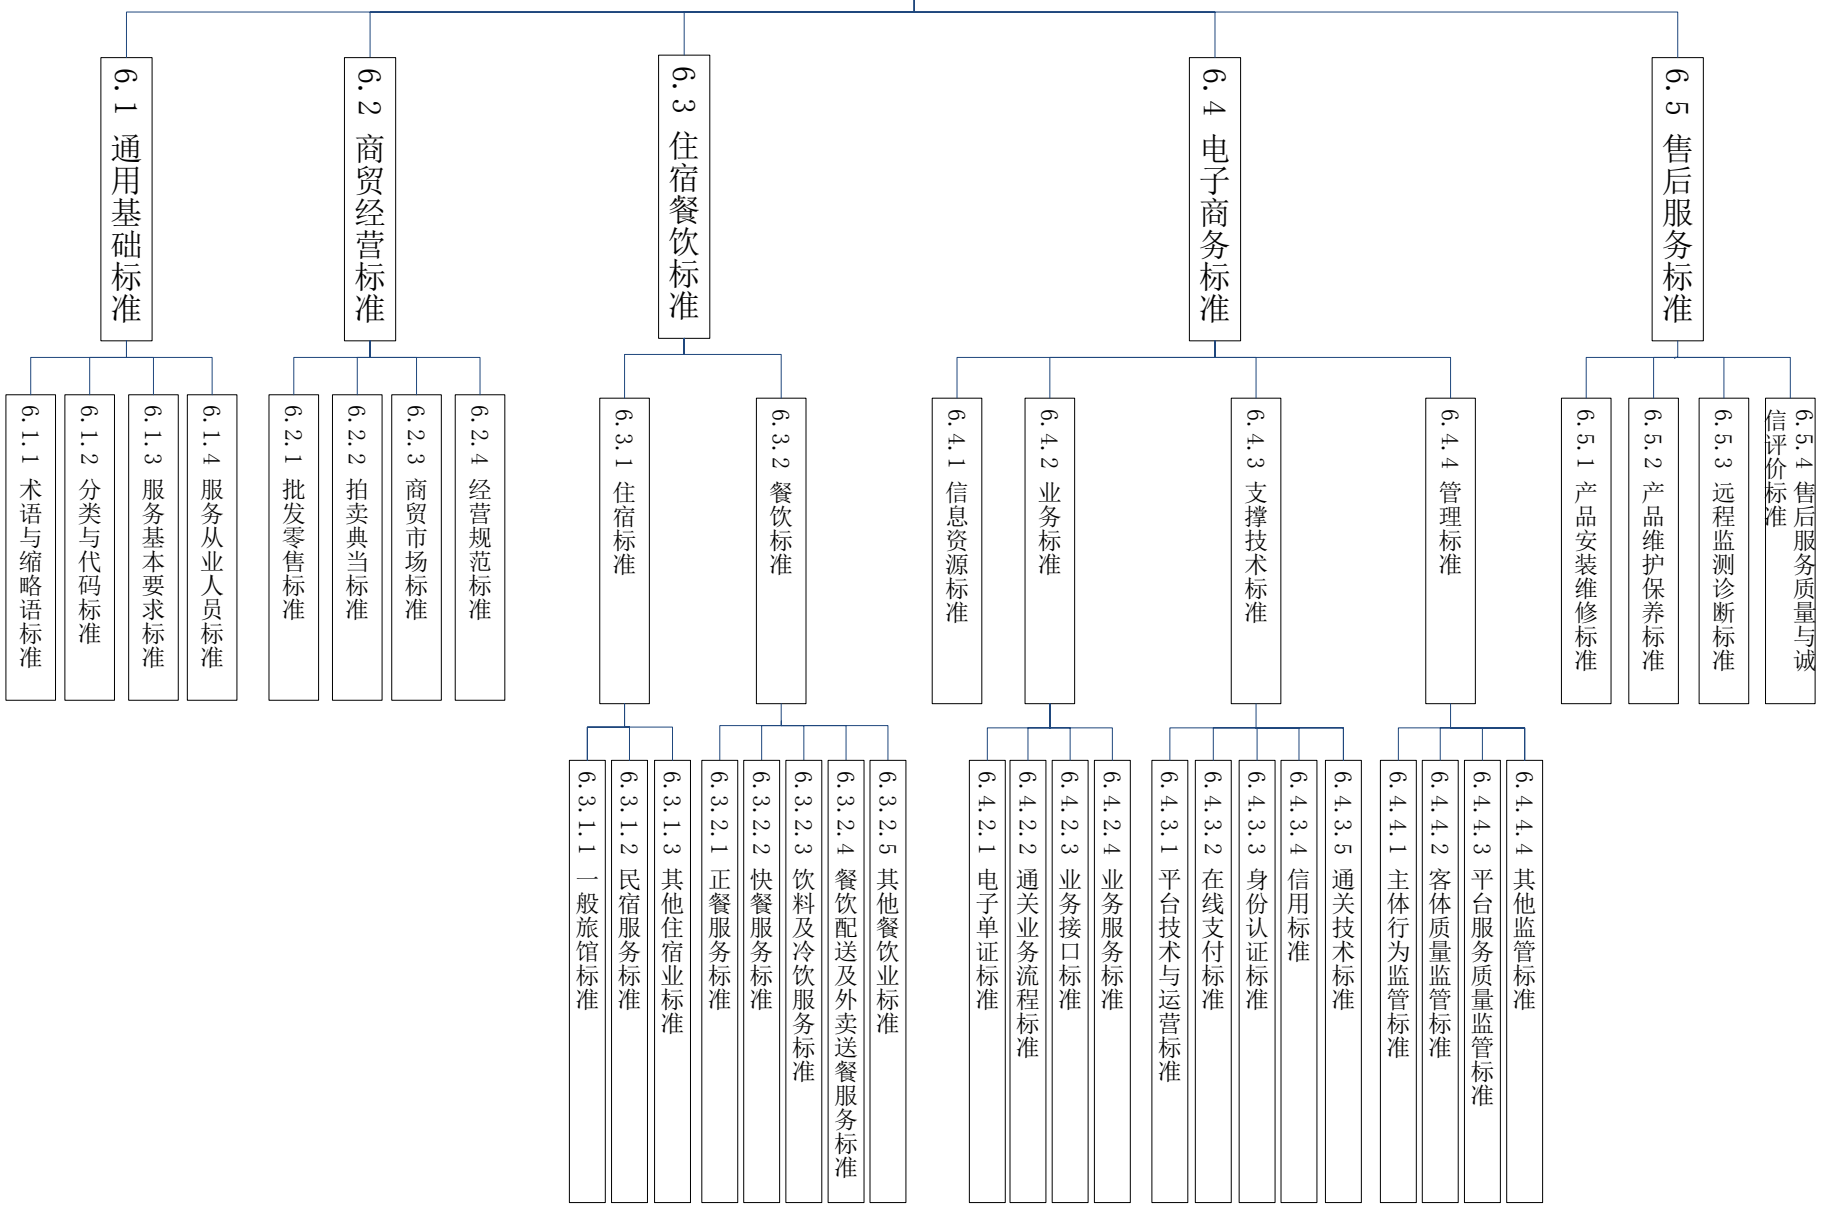 6.1 通用基础标准
6.2 商贸经营标准
6.3 住宿餐饮标准
6.4 电子商务标准
6.5 售后服务标准
6.1.1 术语与缩略语标准
6.1.2 分类与代码标准
6.1.3 服务基本要求标准
6.1.4 服务从业人员标准
6.2.1 批发零售标准
6.2.2 拍卖典当标准
6.2.3 商贸市场标准
6.2.4 经营规范标准
6.3.1 住宿标准
6.3.2 餐饮标准
6.4.1 信息资源标准
6.4.2 业务标准
6.4.3 支撑技术标准
6.4.4 管理标准
6.5.1 产品安装维修标准
6.5.2 产品维护保养标准
6.5.3 远程监测诊断标准
6.5.4 售后服务质量与诚
信评价标准
6.3.1.1 一般旅馆标准
6.3.1.2 民宿服务标准
6.3.1.3 其他住宿业标准
6.3.2.1 正餐服务标准
6.3.2.2 快餐服务标准
6.3.2.3 饮料及冷饮服务标准
6.3.2.4 餐饮配送及外卖送餐服务标准
6.3.2.5 其他餐饮业标准
6.4.2.1 电子单证标准
6.4.2.2 通关业务流程标准
6.4.2.3 业务接口标准
6.4.2.4 业务服务标准
6.4.3.1 平台技术与运营标准
6.4.3.2 在线支付标准
6.4.3.3 身份认证标准
6.4.3.4 信用标准
6.4.3.5 通关技术标准
6.4.4.1 主体行为监管标准
6.4.4.2 客体质量监管标准
6.4.4.3 平台服务质量监管标准
6.4.4.4 其他监管标准